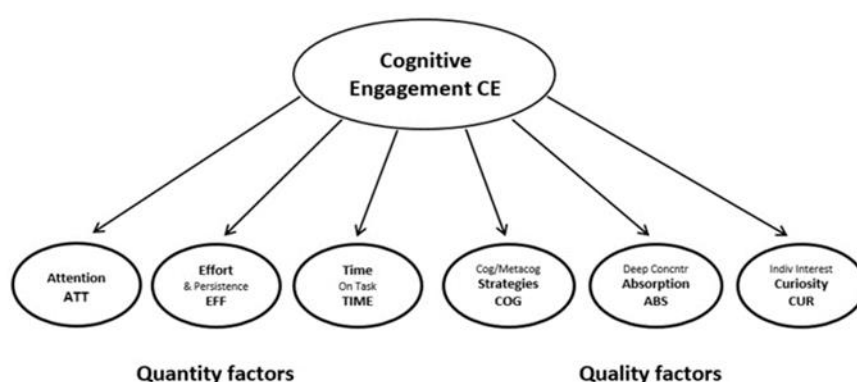 Cognitive
Engagement CE
Attention
ATT
Effort
& Persistence
EFF
Time
On Task
TIME
Cog/Metacog
Strategies
COG
Deep Concntr
Absorption
ABS
Indiv Interest
Curiosity
CUR
Quantity factors
Quality factors